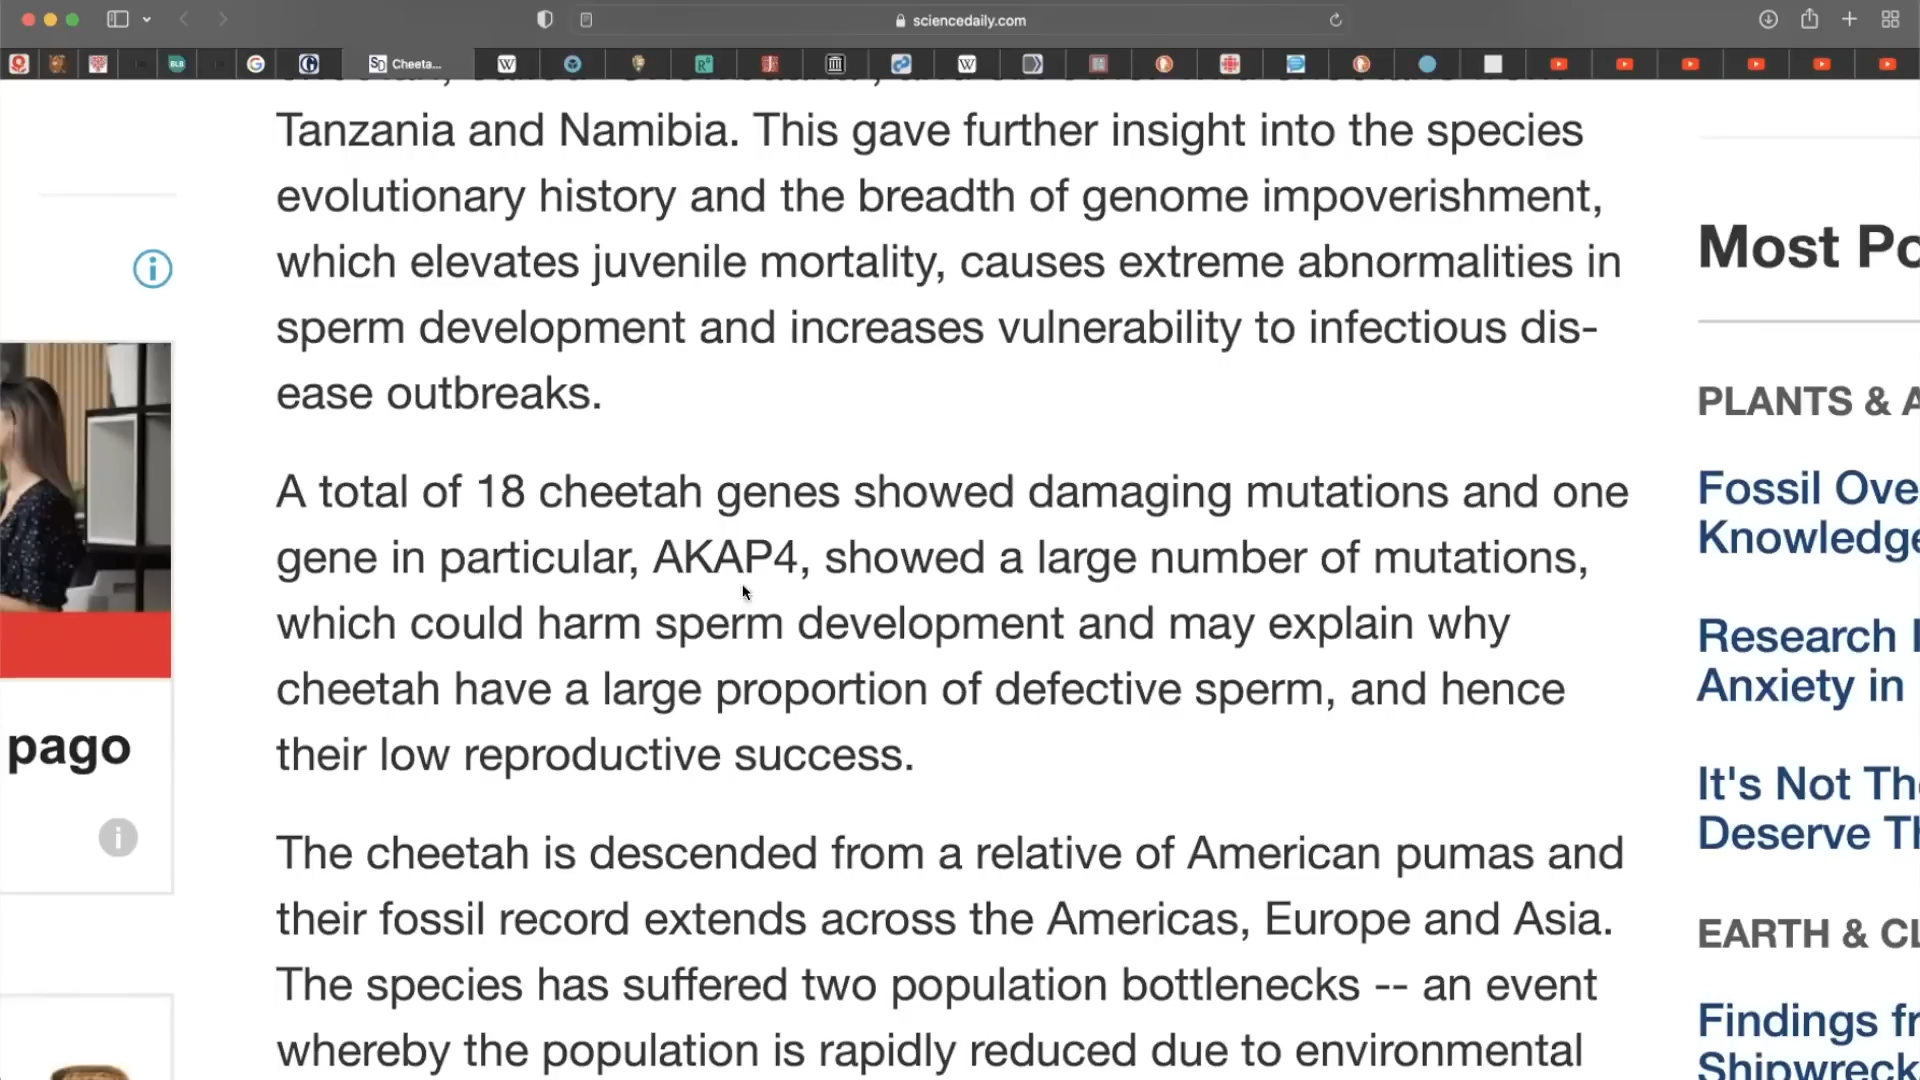 sciencedaily.com
BLB
G
SD Cheeta...
W
W
Tanzania and Namibia. This gave further insight into the species
evolutionary history and the breadth of genome impoverishment,
which elevates juvenile mortality, causes extreme abnormalities in
sperm development and increases vulnerability to infectious dis-
ease outbreaks.
A total of 18 cheetah genes showed damaging mutations and one
gene in particular, AKAP4, showed a large number of mutations,
which could harm sperm development and may explain why
cheetah have a large proportion of defective sperm, and hence
their low reproductive success.
The cheetah is descended from a relative of American pumas and
their fossil record extends across the Americas, Europe and Asia.
The species has suffered two population bottlenecks -- an event
whereby the population is rapidly reduced due to environmental
pago
Most Po
PLANTS & A
Fossil Ove
Knowledge
Research
Anxiety in
It's Not The
Deserve Th
EARTH & CL
Findings fr
Shipwreck